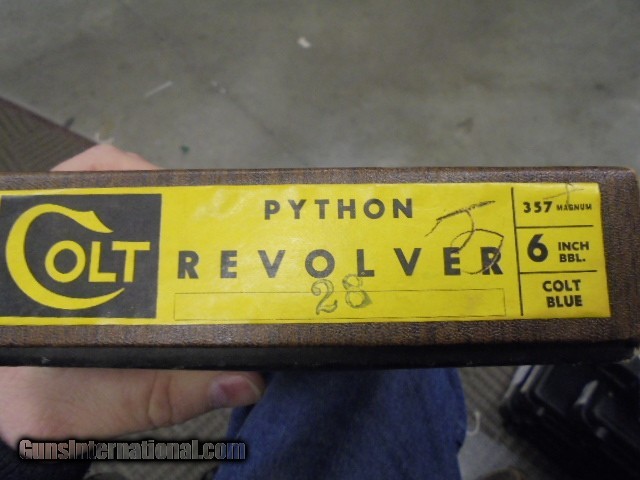 COLT
PYTHON
REVOLVER
28
357 MAGNUM
6 INCH BBL.
COLT BLUE
GunsInternational.com